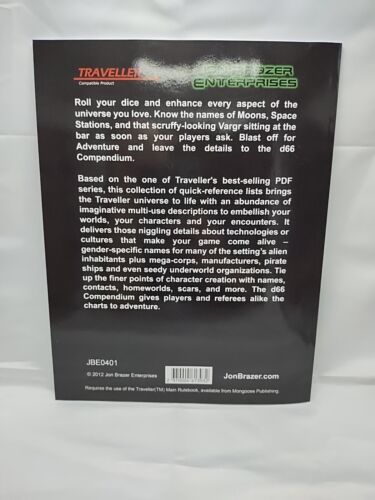 TRAVELLER
Compatible Product
BRAZER
ENTERPRISES
Roll your dice and enhance every aspect of the
universe you love. Know the names of Moons, Space
Stations, and that scruffy-looking Vargr sitting at the
bar as soon as your players ask. Blast off for
Adventure and leave the details to the d66
Compendium.
Based on the one of Traveller's best-selling PDF
series, this collection of quick-reference lists brings
the Traveller universe to life with an abundance of
imaginative multi-use descriptions to embellish your
worlds, your characters and your encounters. It
delivers those niggling details about technologies or
cultures that make your game come alive –
gender-specific names for many of the setting's alien
inhabitants plus mega-corps, manufacturers, pirate
ships and even seedy underworld organizations. Tie
up the finer points of character creation with names,
contacts, homeworlds, scars, and more. The d66
Compendium gives players and referees alike the
charts to adventure.
JBE0401
© 2012 Jon Brazer Enterprises
JonBrazer.com
Requires the use of the Traveller(TM) Main Rulebook, available from Mongoose Publishing.